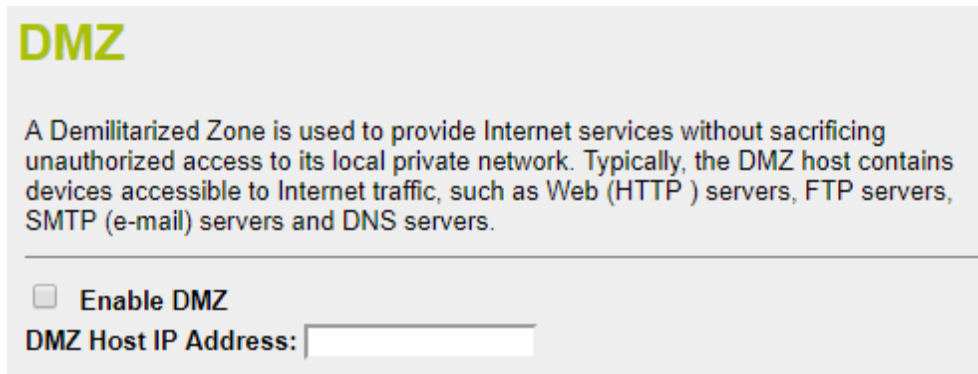 DMZ
A Demilitarized Zone is used to provide Internet services without sacrificing
unauthorized access to its local private network. Typically, the DMZ host contains
devices accessible to Internet traffic, such as Web (HTTP ) servers, FTP servers,
SMTP (e-mail) servers and DNS servers.
Enable DMZ
DMZ Host IP Address: